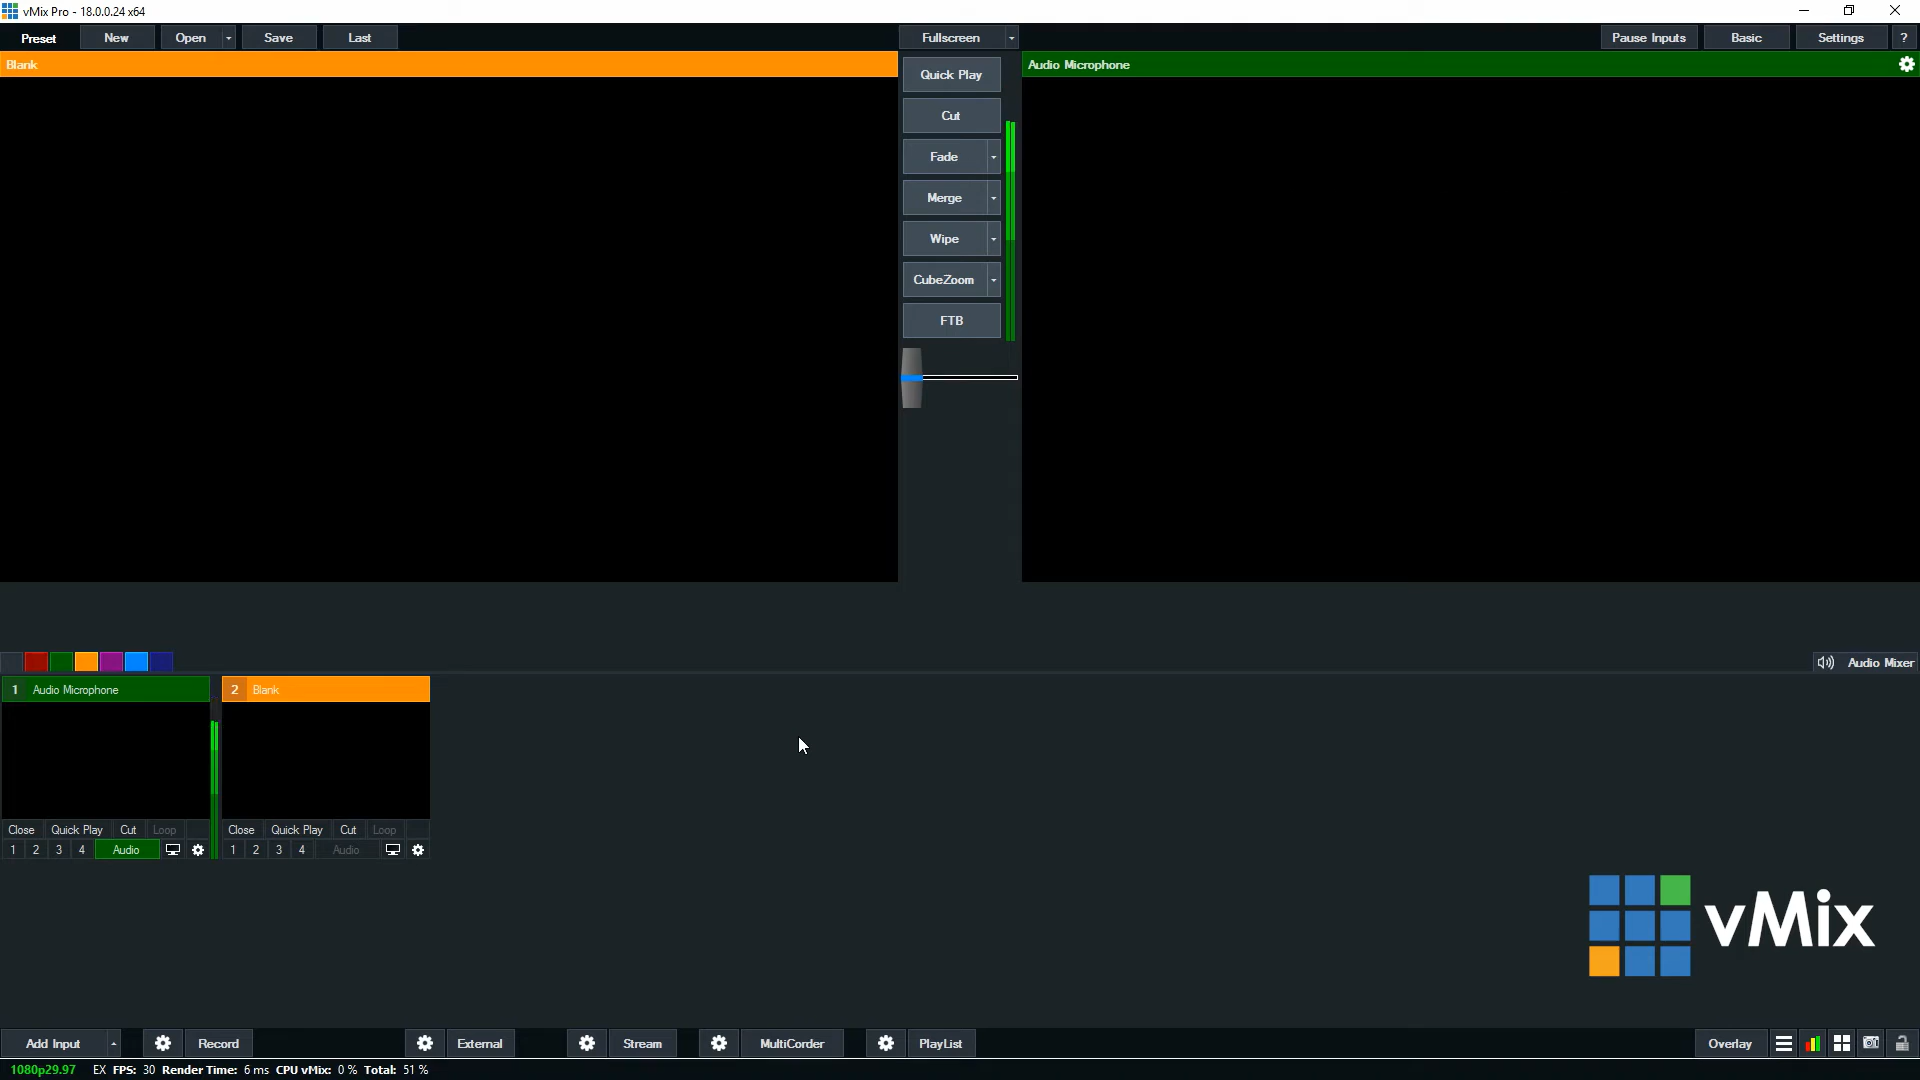 vMix Pro - 18.0.0.24 x64
Preset New Open Save Last Fullscreen Pause Inputs Basic Settings ?
Blank
Audio Microphone
Quick Play
Cut
Fade
Merge
Wipe
CubeZoom
FTB
Audio Mixer
1 Audio Microphone
2 Blank
Close Quick Play Cut Loop
Close Quick Play Cut Loop
1 2 3 4 Audio
1 2 3 4 Audio
vMix
Add Input Record External Stream MultiCorder PlayList Overlay
1080p29.97 EX FPS: 30 Render Time: 6 ms CPU vMix: 0 % Total: 51 %